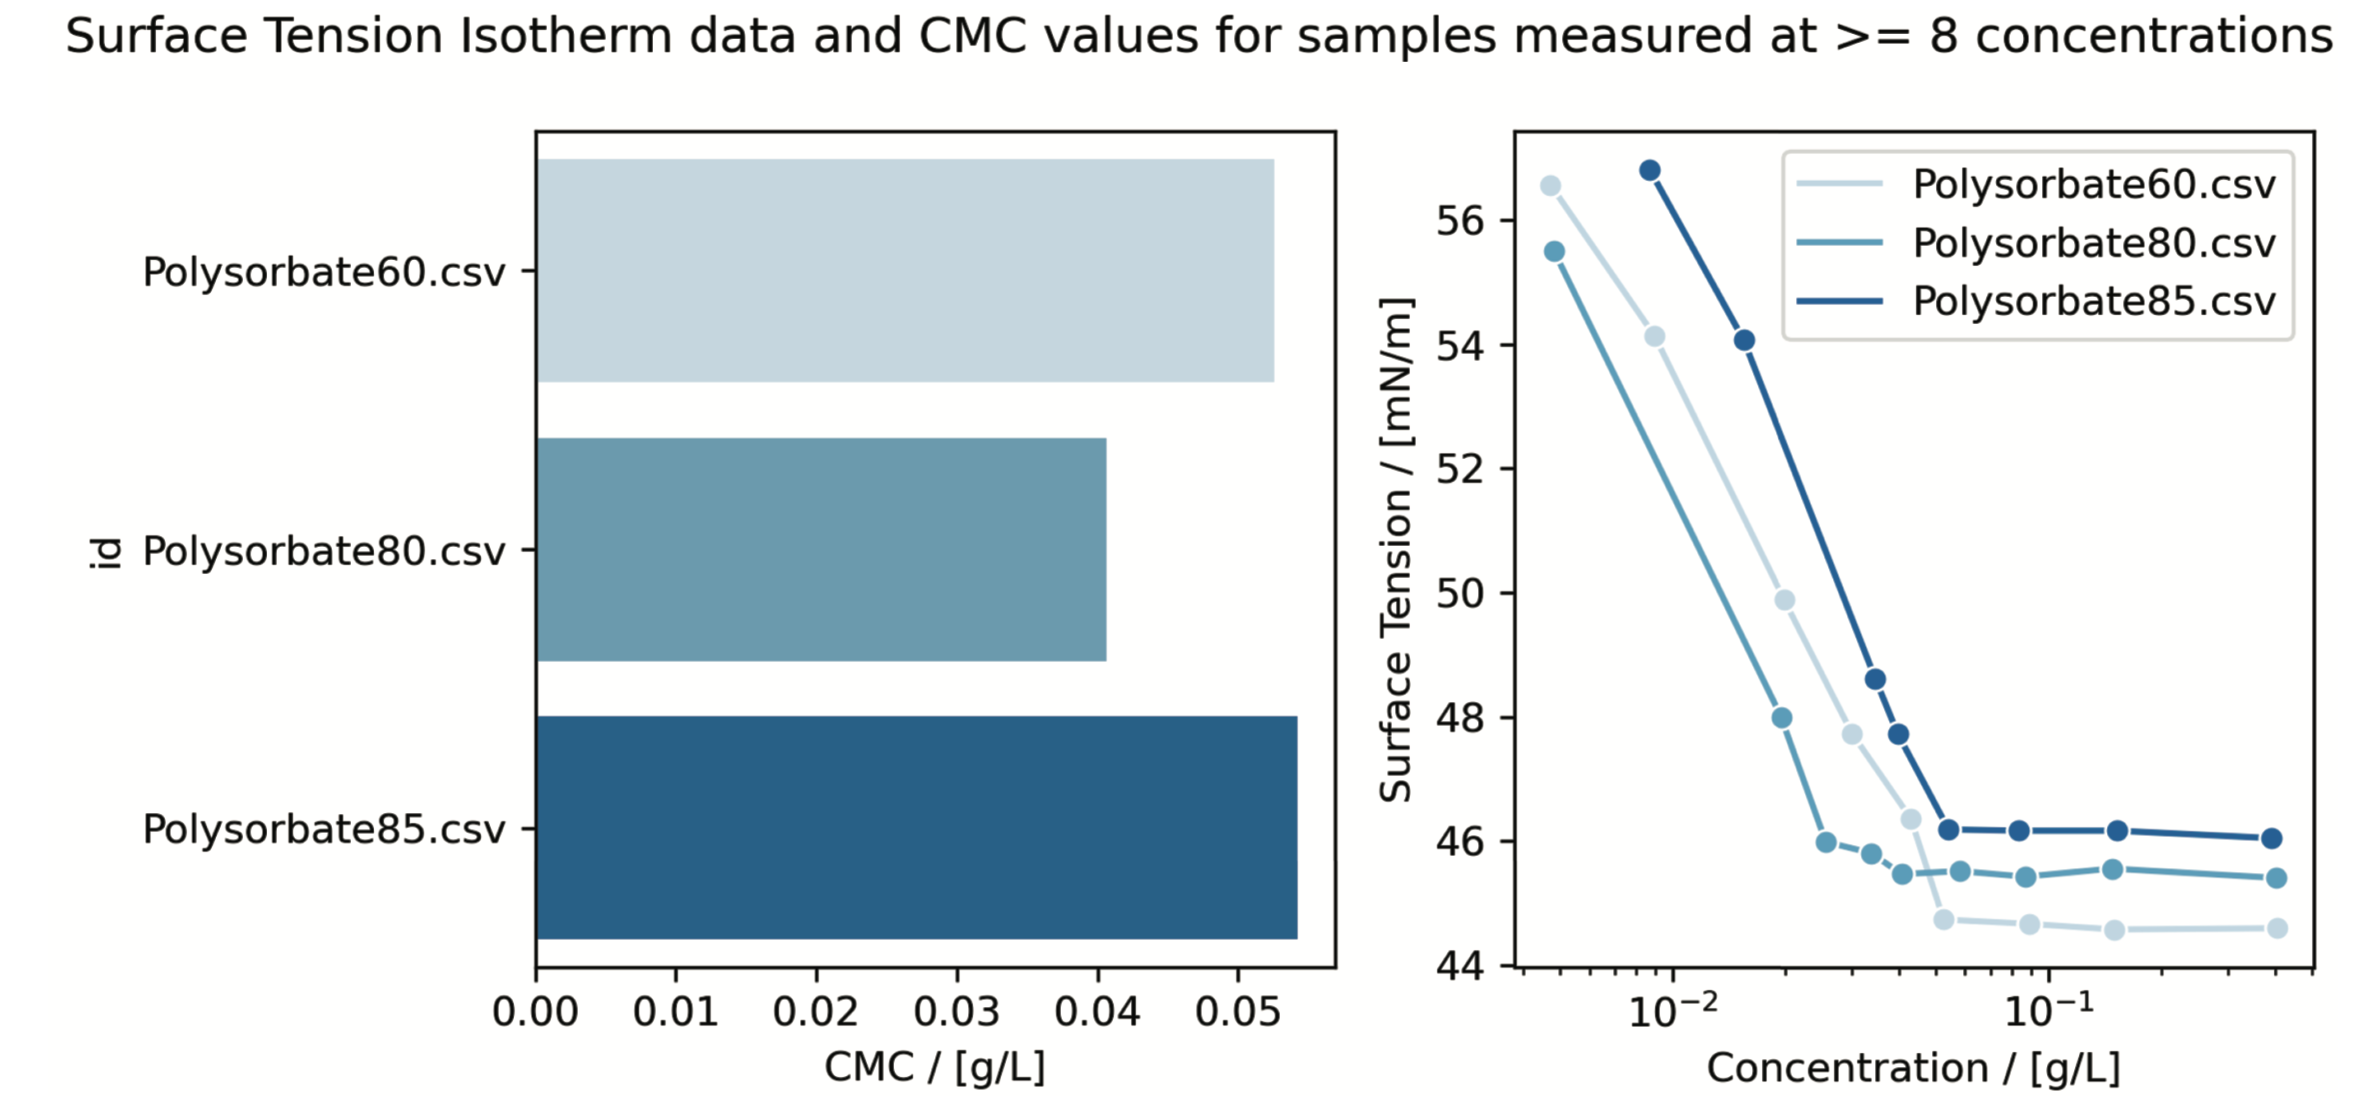 Surface Tension Isotherm data and CMC values for samples measured at >= 8 concentrations
id
Polysorbate60.csv
Polysorbate80.csv
Polysorbate85.csv
0.00 0.01 0.02 0.03 0.04 0.05
CMC / [g/L]
Surface Tension / [mN/m]
56
54
52
50
48
46
44
Polysorbate60.csv
Polysorbate80.csv
Polysorbate85.csv
10⁻² 10⁻¹
Concentration / [g/L]